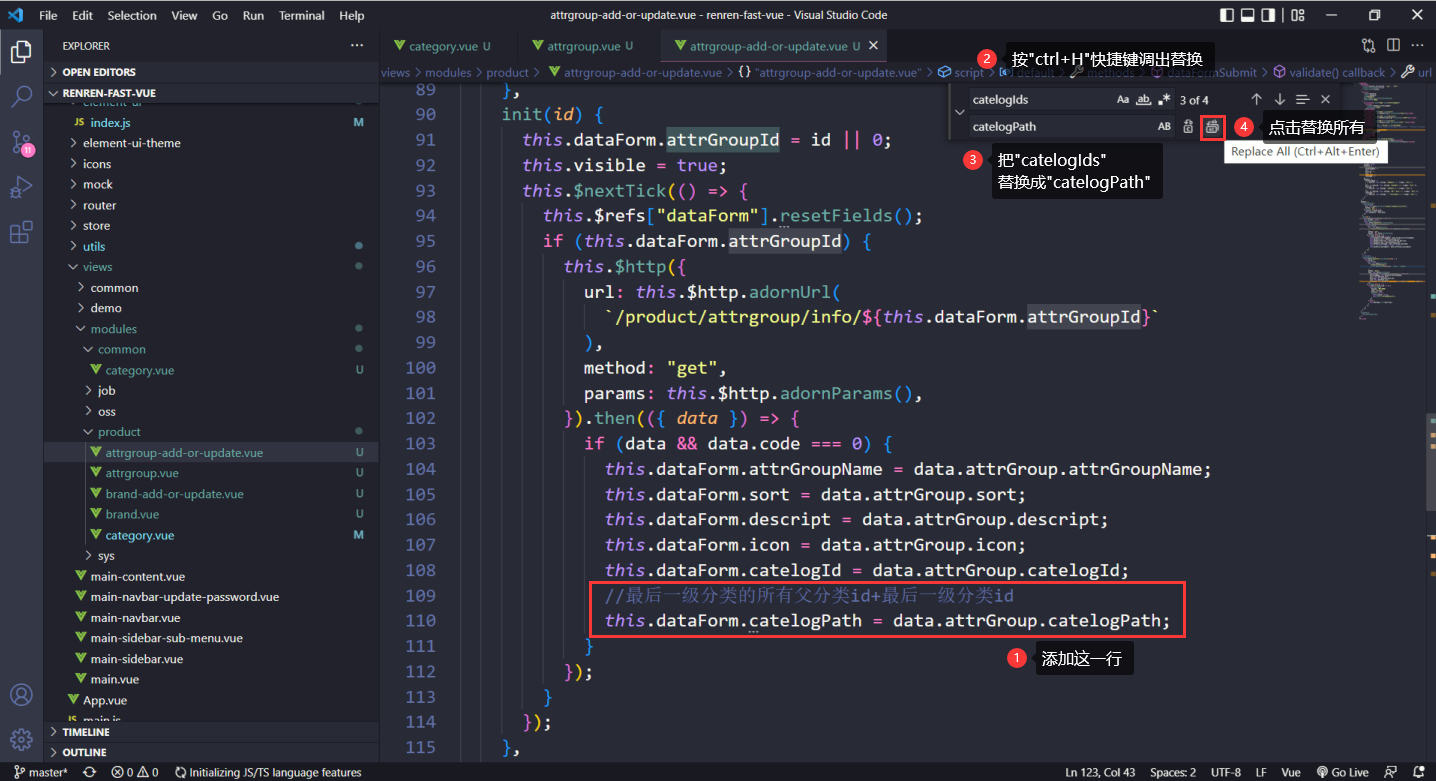 File Edit Selection View Go Run Terminal Help
attrgroup-add-or-update.vue - renren-fast-vue - Visual Studio Code
EXPLORER
OPEN EDITORS
RENREN-FAST-VUE
element-ui
JS index.js M
element-ui-theme
icons
mock
router
store
utils
views
common
demo
modules
common
category.vue U
job
oss
product
attrgroup-add-or-update.vue U
attrgroup.vue U
brand-add-or-update.vue U
brand.vue U
category.vue M
sys
main-content.vue
main-navbar-update-password.vue
main-navbar.vue
main-sidebar-sub-menu.vue
main-sidebar.vue
main.vue
App.vue
JS main.js
TIMELINE
OUTLINE
11
category.vue U
attrgroup.vue U
attrgroup-add-or-update.vue U
views > modules > product > attrgroup-add-or-update.vue > {} "attrgroup-add-or-update.vue" > script > default > methods > dataFormSubmit > validate() callback > url
2 按"ctrl+H"快捷键调出替换
catelogIds Aa ab .* 3 of 4
catelogPath AB
4 点击替换所有
Replace All (Ctrl+Alt+Enter)
3 把"catelogIds"
替换成"catelogPath"
89 },
90 init(id) {
91 this.dataForm.attrGroupId = id || 0;
92 this.visible = true;
93 this.$nextTick(() => {
94 this.$refs["dataForm"].resetFields();
95 if (this.dataForm.attrGroupId) {
96 this.$http({
97 url: this.$http.adornUrl(
98 `/product/attrgroup/info/${this.dataForm.attrGroupId}`
99 ),
100 method: "get",
101 params: this.$http.adornParams(),
102 }).then(({ data }) => {
103 if (data && data.code === 0) {
104 this.dataForm.attrGroupName = data.attrGroup.attrGroupName;
105 this.dataForm.sort = data.attrGroup.sort;
106 this.dataForm.descript = data.attrGroup.descript;
107 this.dataForm.icon = data.attrGroup.icon;
108 this.dataForm.catelogId = data.attrGroup.catelogId;
109 //最后一级分类的所有父分类id+最后一级分类id
110 this.dataForm.catelogPath = data.attrGroup.catelogPath;
111 }
112 });
113 }
114 });
115 },
1 添加这一行
master* 0 0 Initializing JS/TS language features
Ln 123, Col 43 Spaces: 2 UTF-8 LF Vue Go Live